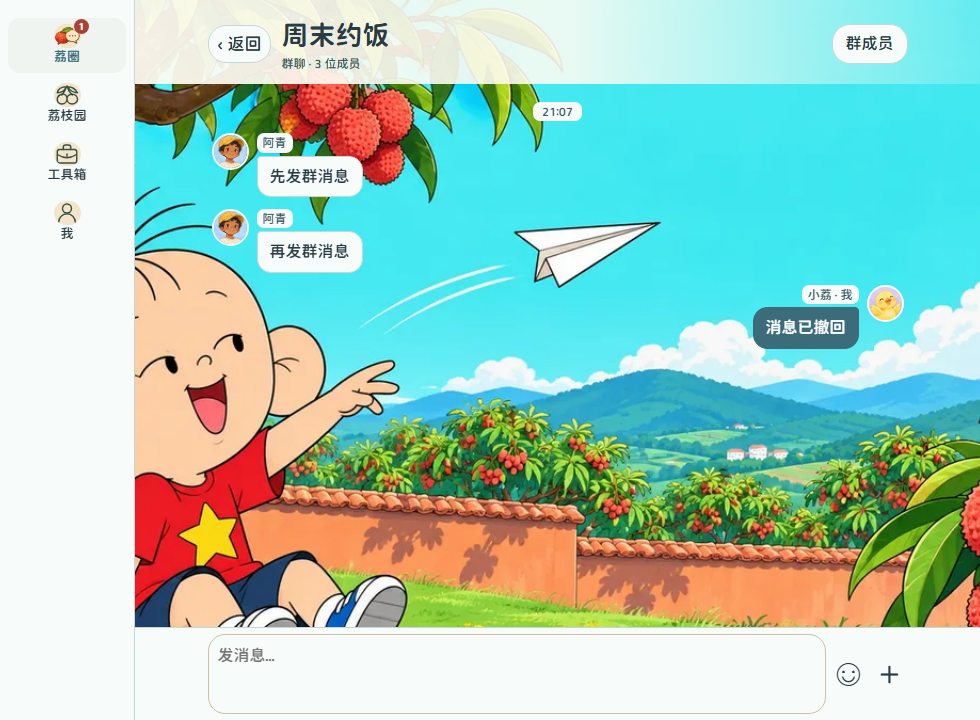 1
荔圈
荔枝园
工具箱
我
‹ 返回
周末约饭
群聊 · 3 位成员
群成员
21:07
阿青
先发群消息
阿青
再发群消息
小荔 · 我
消息已撤回
发消息...